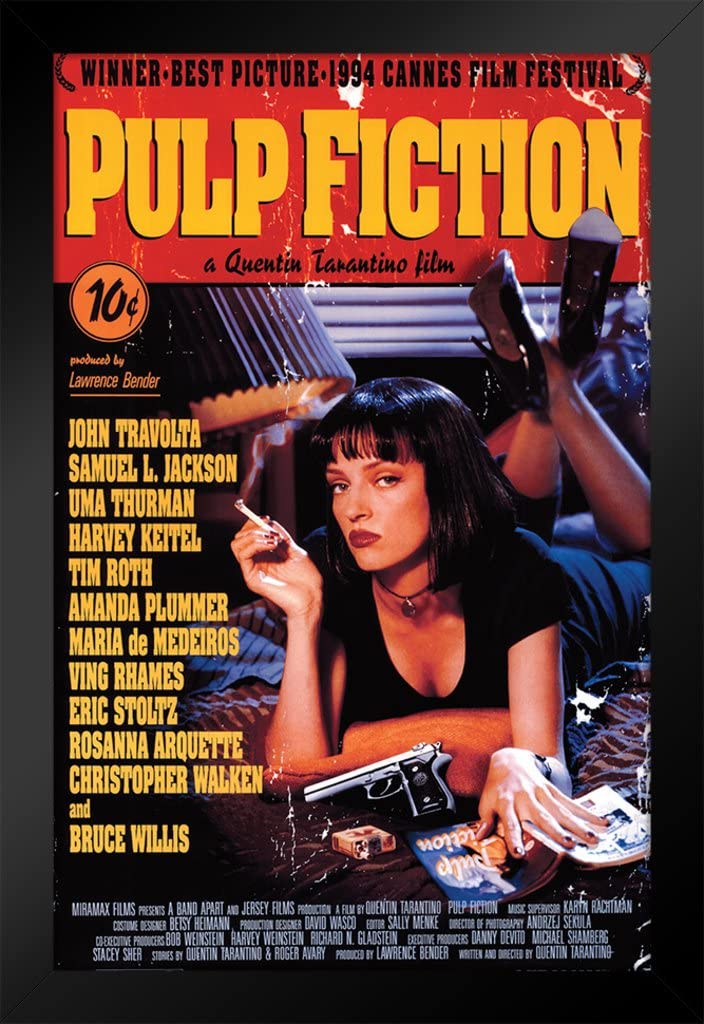 WINNER·BEST PICTURE·1994 CANNES FILM FESTIVAL
PULP FICTION
a Quentin Tarantino film
10¢
produced by
Lawrence Bender
JOHN TRAVOLTA
SAMUEL L. JACKSON
UMA THURMAN
HARVEY KEITEL
TIM ROTH
AMANDA PLUMMER
MARIA de MEDEIROS
VING RHAMES
ERIC STOLTZ
ROSANNA ARQUETTE
CHRISTOPHER WALKEN
and
BRUCE WILLIS
Pulp
Fiction
MIRAMAX FILMS PRESENTS A BAND APART AND JERSEY FILMS PRODUCTION A FILM BY QUENTIN TARANTINO PULP FICTION MUSIC SUPERVISOR KARYN RACHTMAN
COSTUME DESIGNER BETSY HEIMANN PRODUCTION DESIGNER DAVID WASCO EDITOR SALLY MENKE DIRECTOR OF PHOTOGRAPHY ANDRZEJ SEKULA
CO-EXECUTIVE PRODUCERS BOB WEINSTEIN HARVEY WEINSTEIN RICHARD N. GLADSTEIN EXECUTIVE PRODUCERS DANNY DEVITO MICHAEL SHAMBERG
STACEY SHER STORIES BY QUENTIN TARANTINO & ROGER AVARY PRODUCED BY LAWRENCE BENDER WRITTEN AND DIRECTED BY QUENTIN TARANTINO